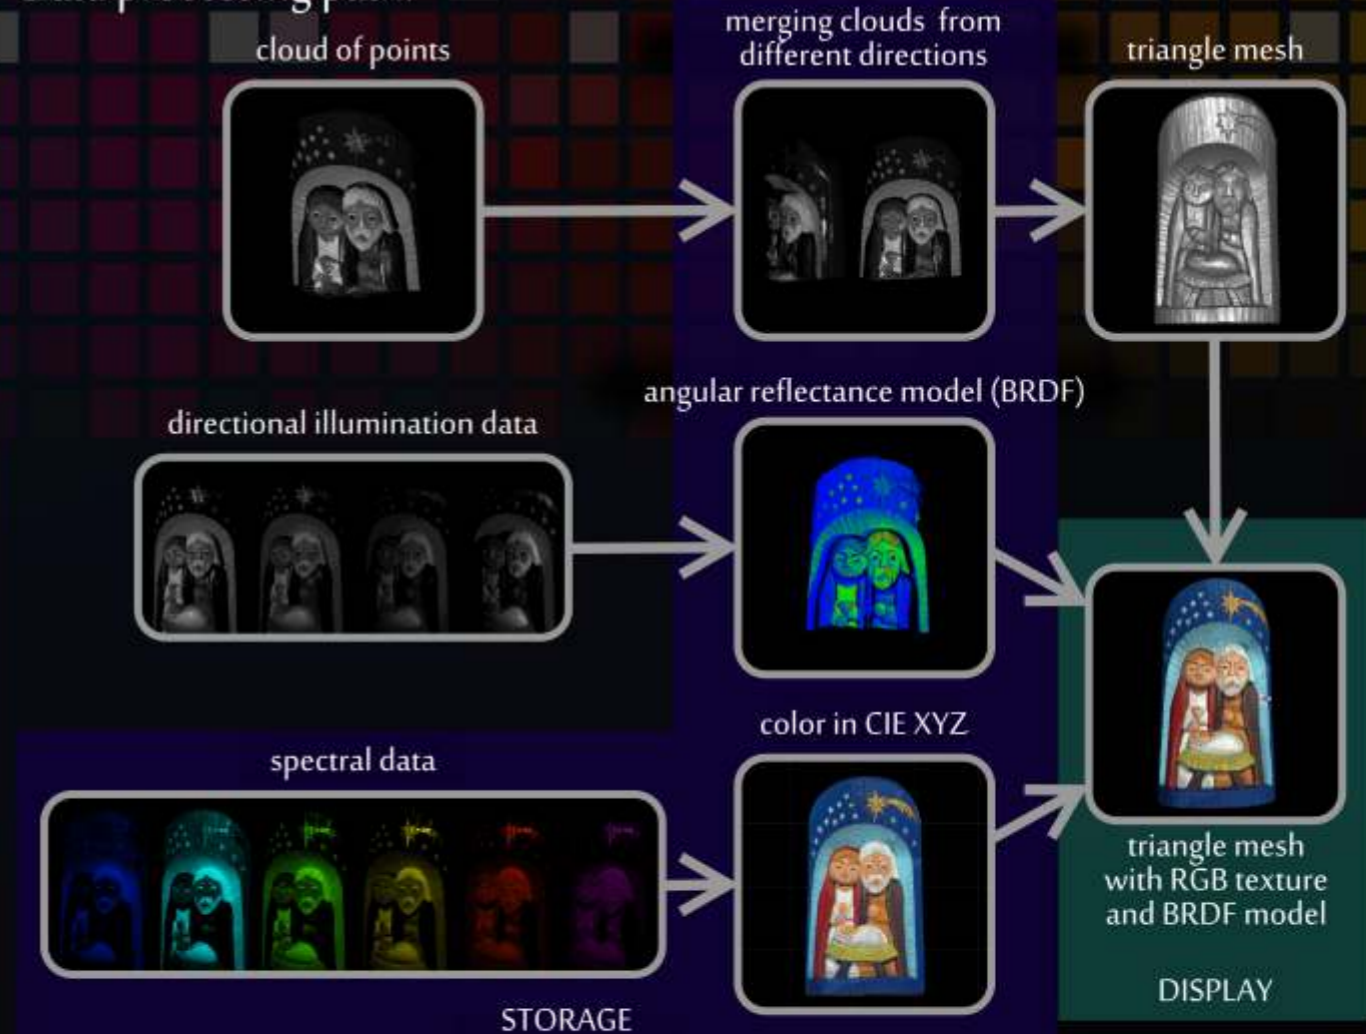 cloud of points
merging clouds from
different directions
triangle mesh
directional illumination data
angular reflectance model (BRDF)
spectral data
color in CIE XYZ
triangle mesh
with RGB texture
and BRDF model
STORAGE
DISPLAY